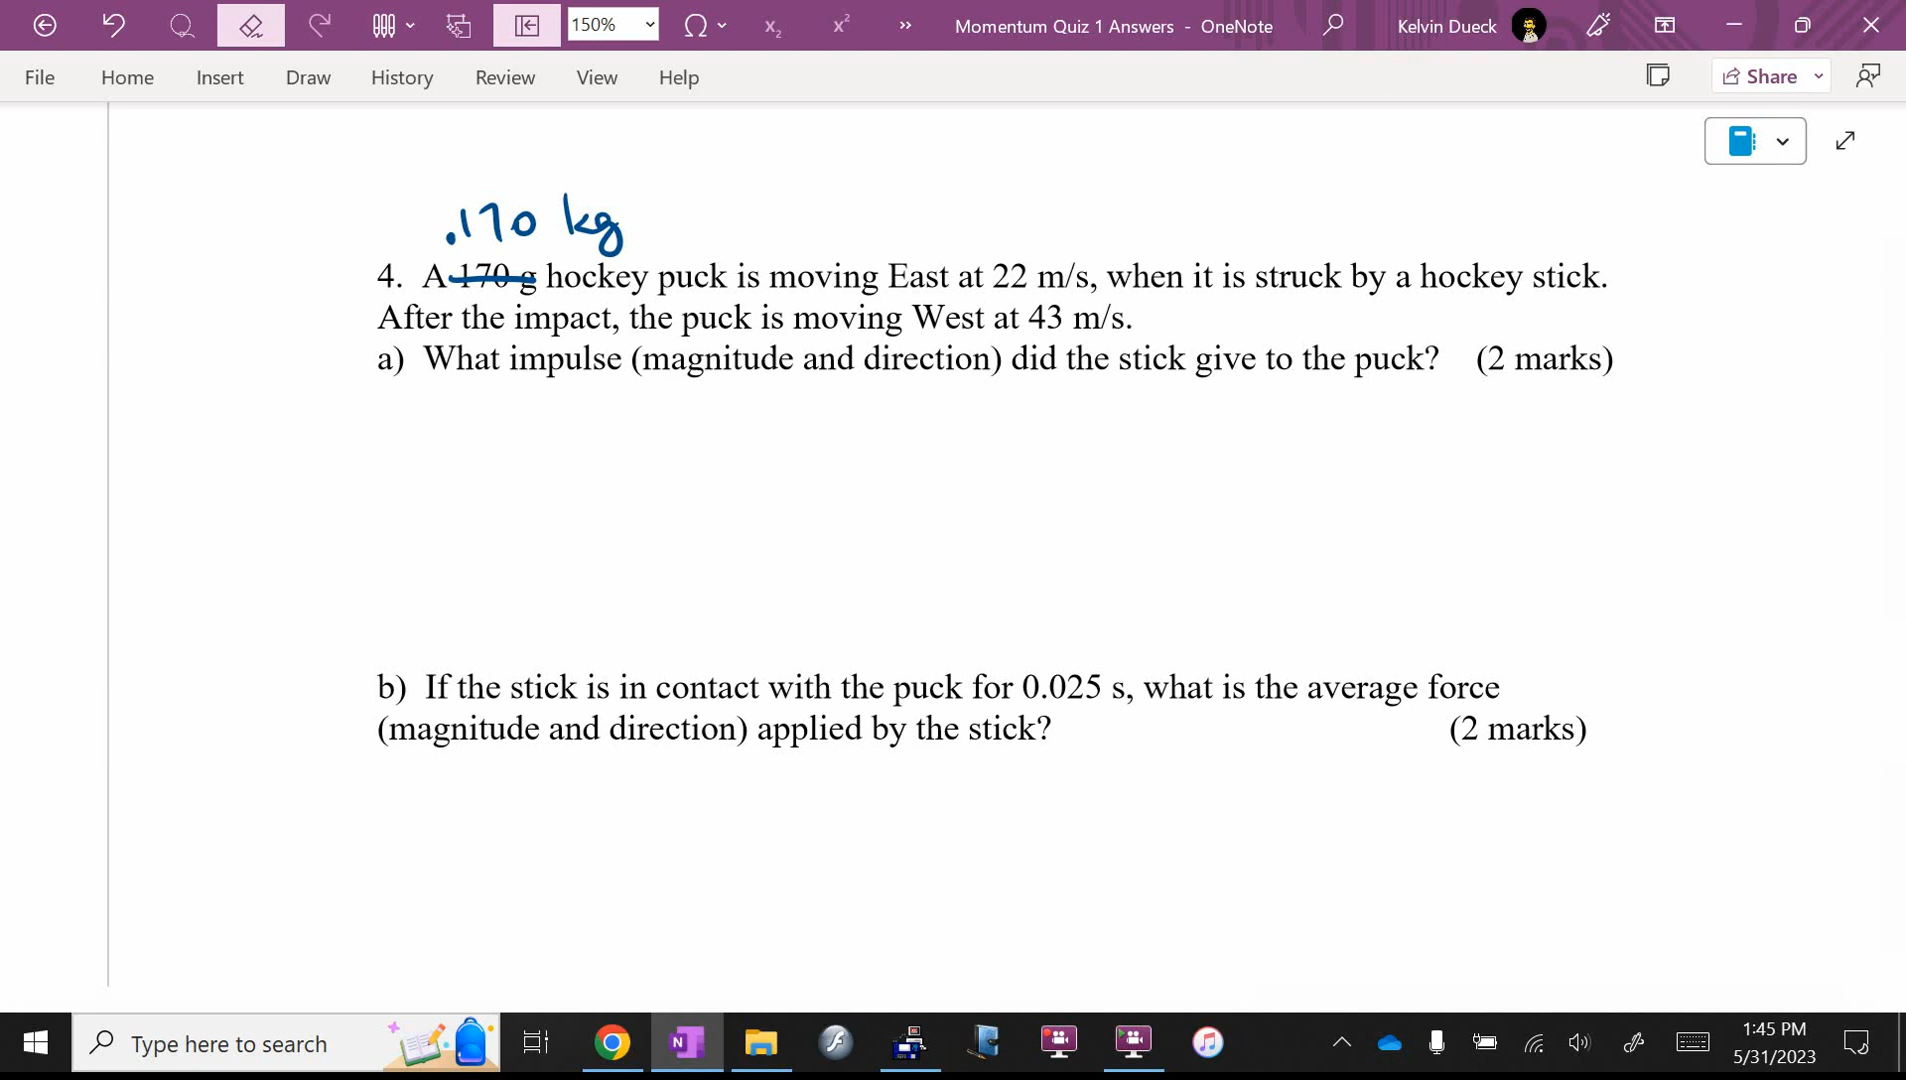 150%
Ω
x₂
x²
»
Momentum Quiz 1 Answers - OneNote
Kelvin Dueck
File
Home
Insert
Draw
History
Review
View
Help
Share
.170 kg
4. A 170 g hockey puck is moving East at 22 m/s, when it is struck by a hockey stick.
After the impact, the puck is moving West at 43 m/s.
a) What impulse (magnitude and direction) did the stick give to the puck? (2 marks)
b) If the stick is in contact with the puck for 0.025 s, what is the average force
(magnitude and direction) applied by the stick? (2 marks)
Type here to search
N
f
1:45 PM
5/31/2023